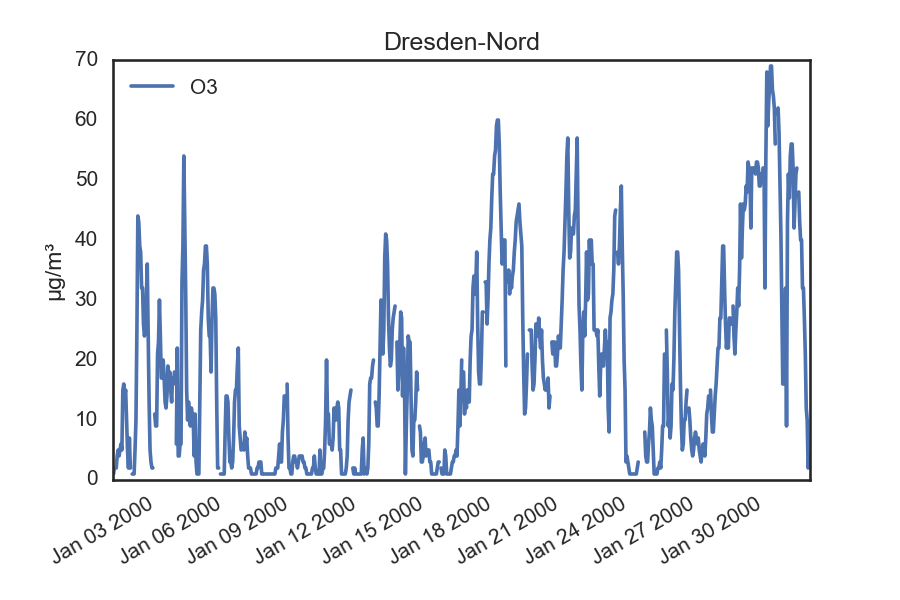 Dresden-Nord
O3
µg/m³
70
60
50
40
30
20
10
0
Jan 03 2000
Jan 06 2000
Jan 09 2000
Jan 12 2000
Jan 15 2000
Jan 18 2000
Jan 21 2000
Jan 24 2000
Jan 27 2000
Jan 30 2000